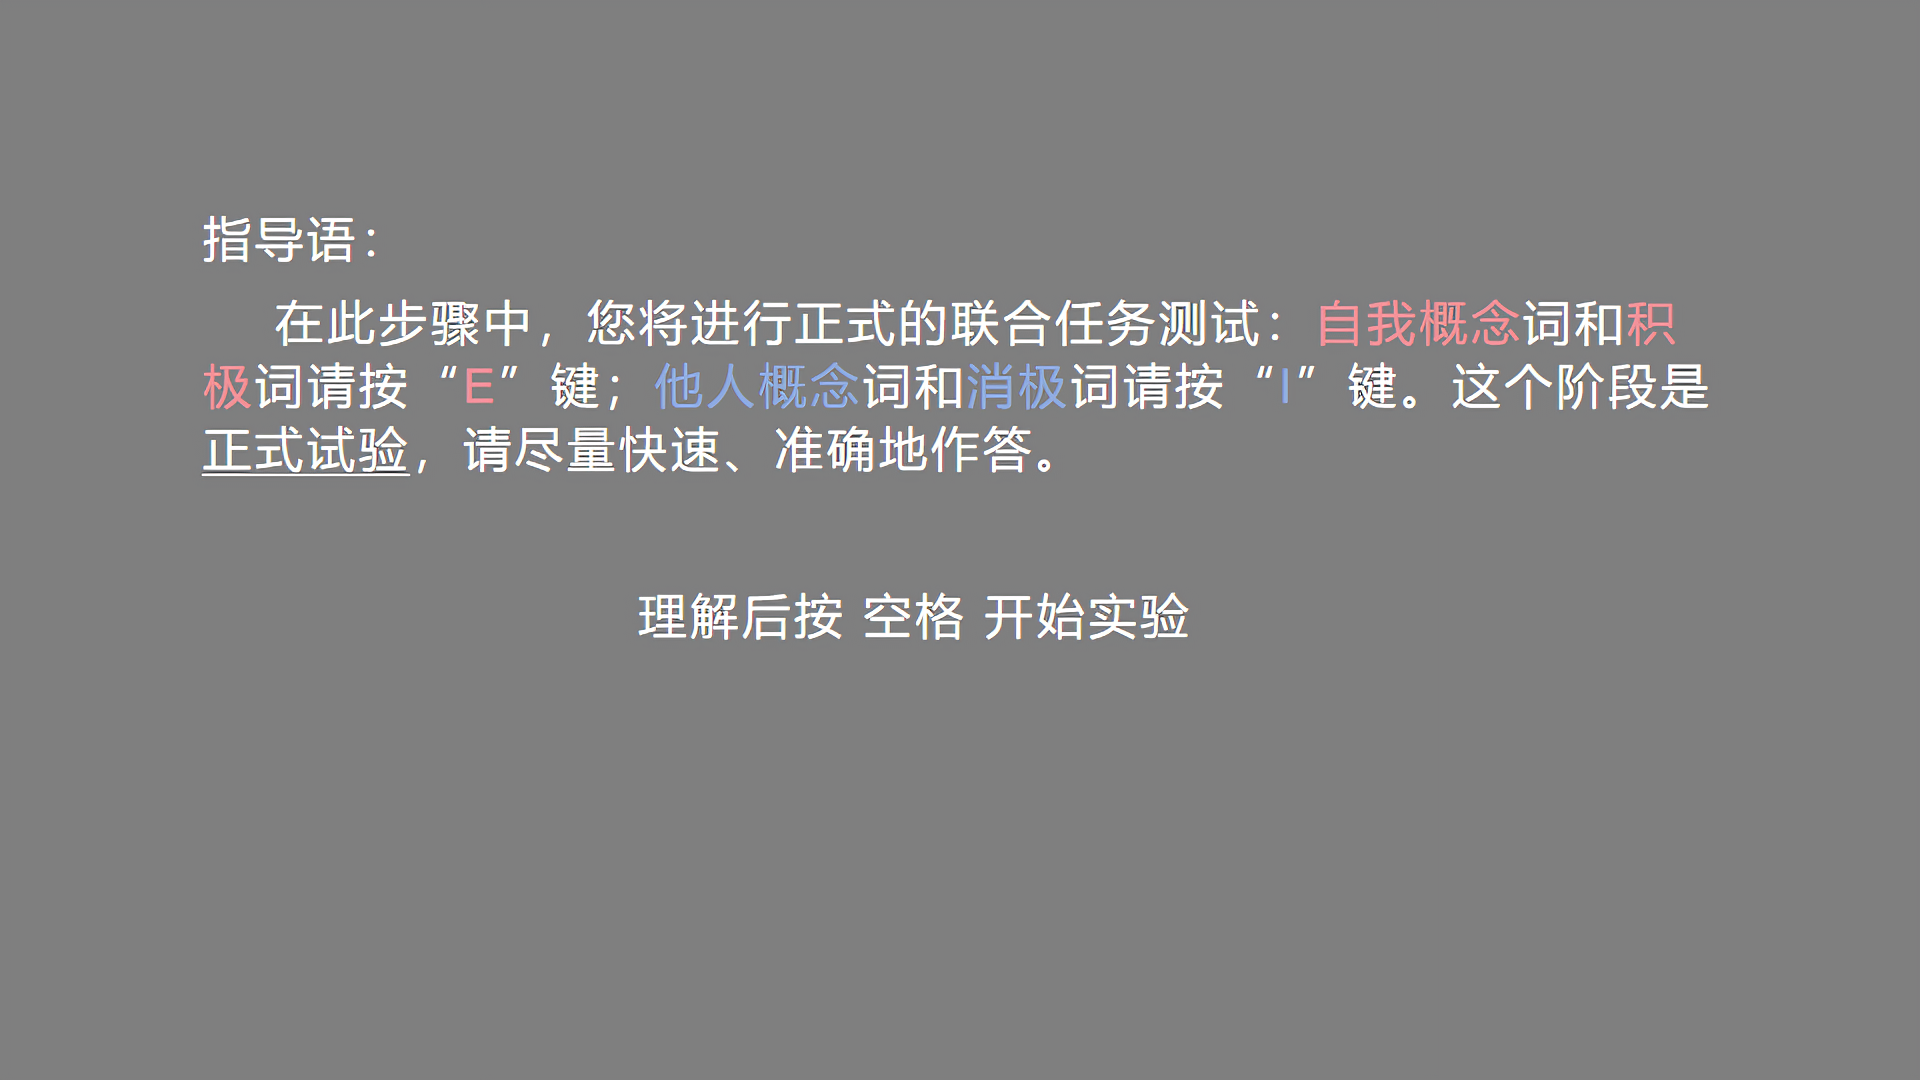 指导语：
在此步骤中，您将进行正式的联合任务测试：自我概念词和积
极词请按“E”键；他人概念词和消极词请按“I”键。这个阶段是
正式试验，请尽量快速、准确地作答。
理解后按 空格 开始实验